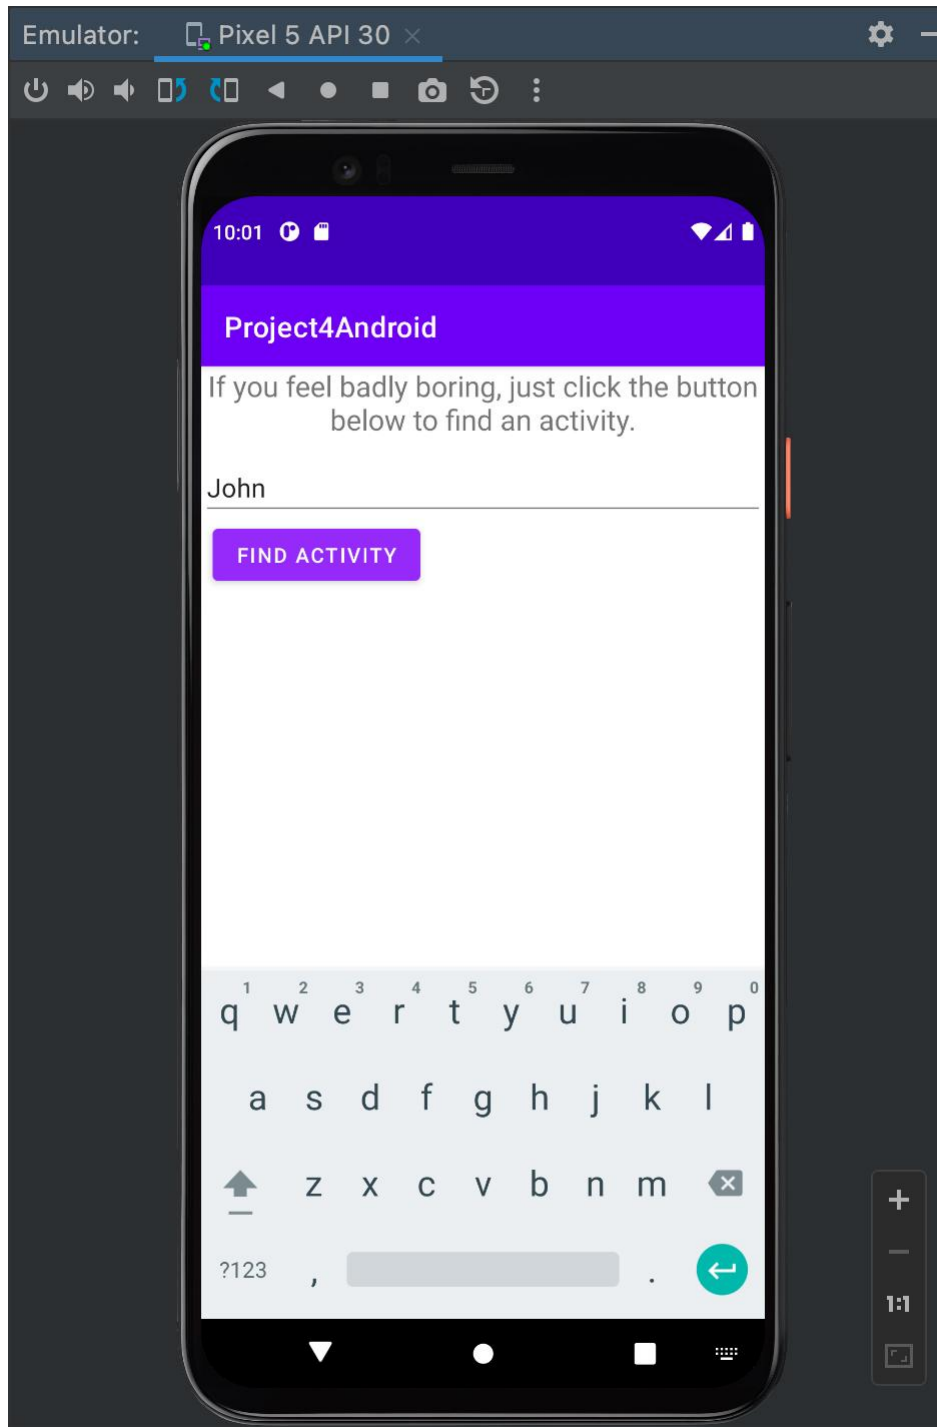 Emulator: Pixel 5 API 30
10:01
Project4Android
If you feel badly boring, just click the button
below to find an activity.
John
FIND ACTIVITY
1 2 3 4 5 6 7 8 9 0
q w e r t y u i o p
a s d f g h j k l
z x c v b n m
?123 , .
1:1